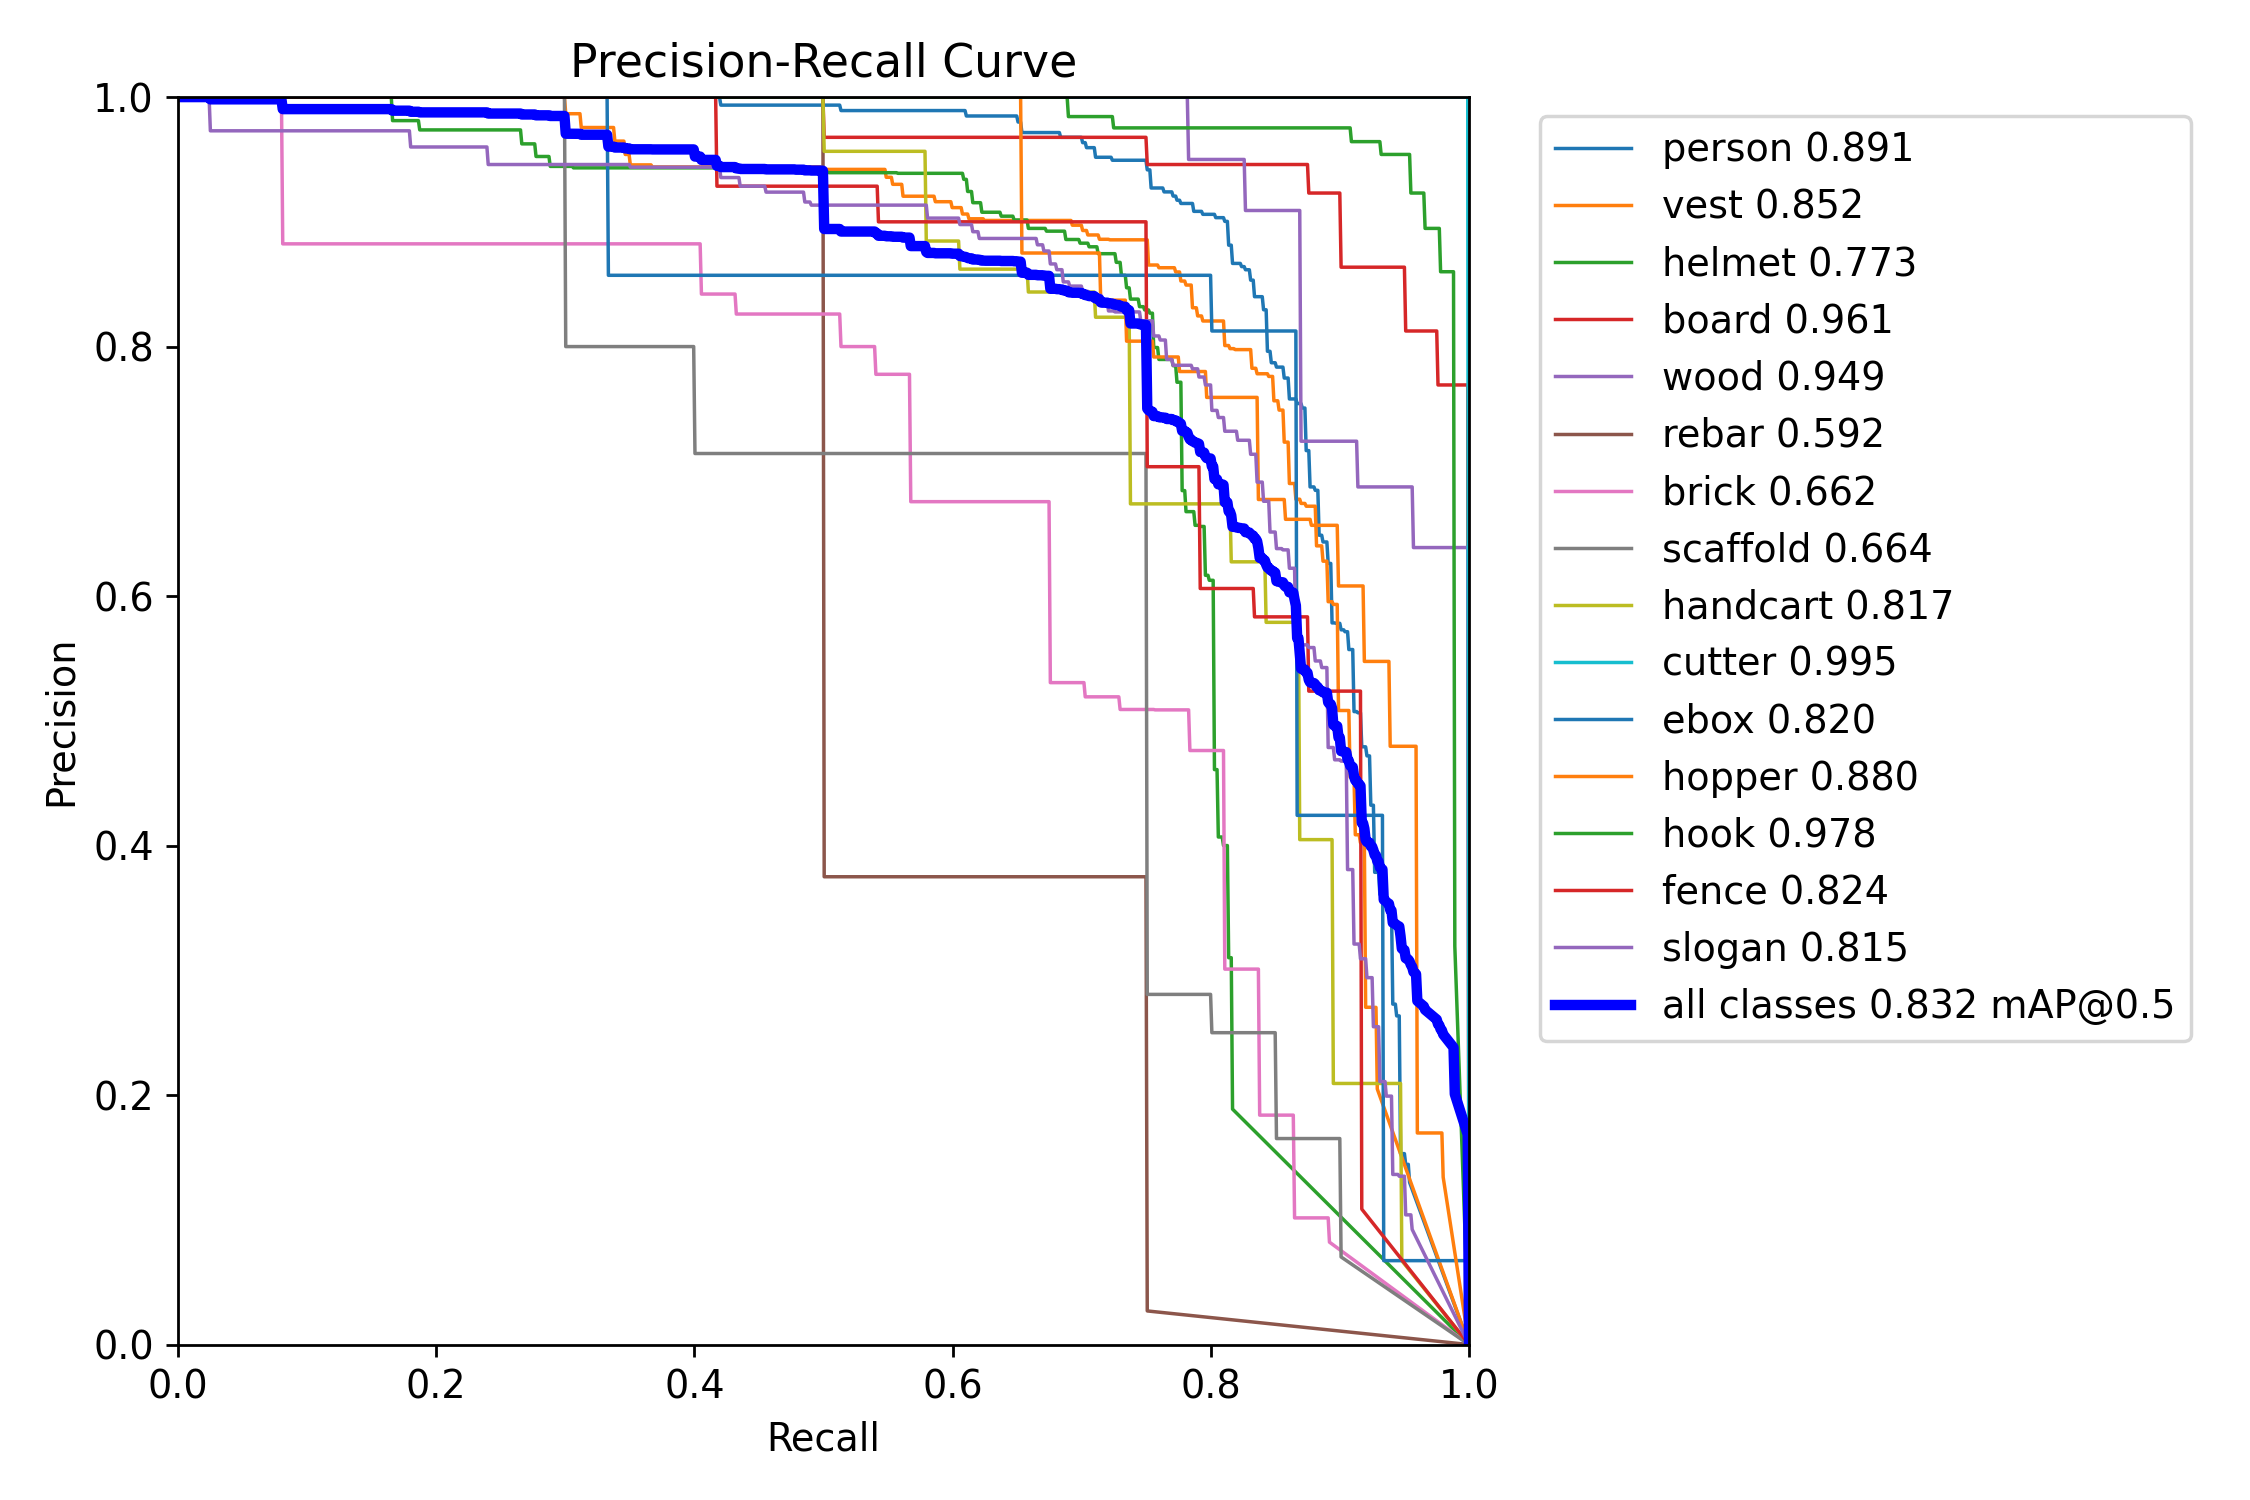 Precision-Recall Curve
1.0
0.8
0.6
0.4
0.2
0.0
Precision
0.0 0.2 0.4 0.6 0.8 1.0
Recall
person 0.891
vest 0.852
helmet 0.773
board 0.961
wood 0.949
rebar 0.592
brick 0.662
scaffold 0.664
handcart 0.817
cutter 0.995
ebox 0.820
hopper 0.880
hook 0.978
fence 0.824
slogan 0.815
all classes 0.832 mAP@0.5